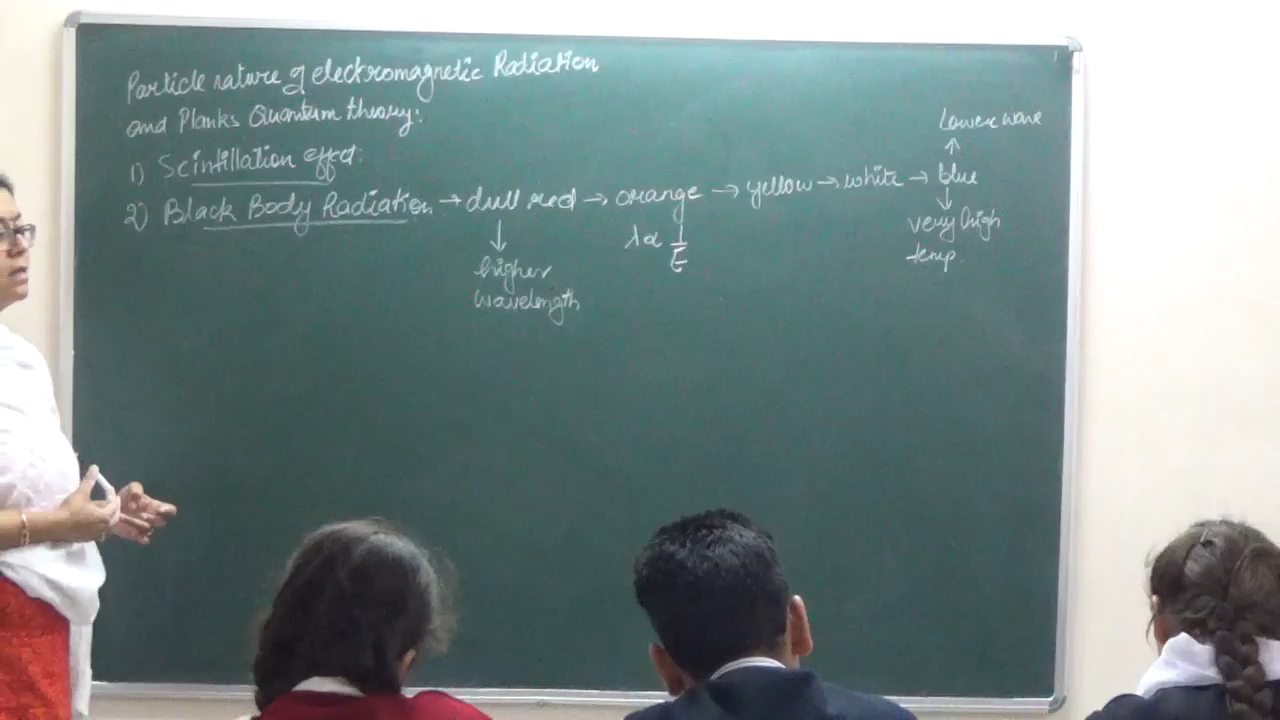 Particle nature of electromagnetic Radiation
and Planks Quantum theory:
1) Scintillation effect:
2) Black Body Radiation → dull red → orange → yellow → white → blue
↓
higher
wavelength
λ ∝ 1/E
↑
Lower wave
↓
very high
temp.